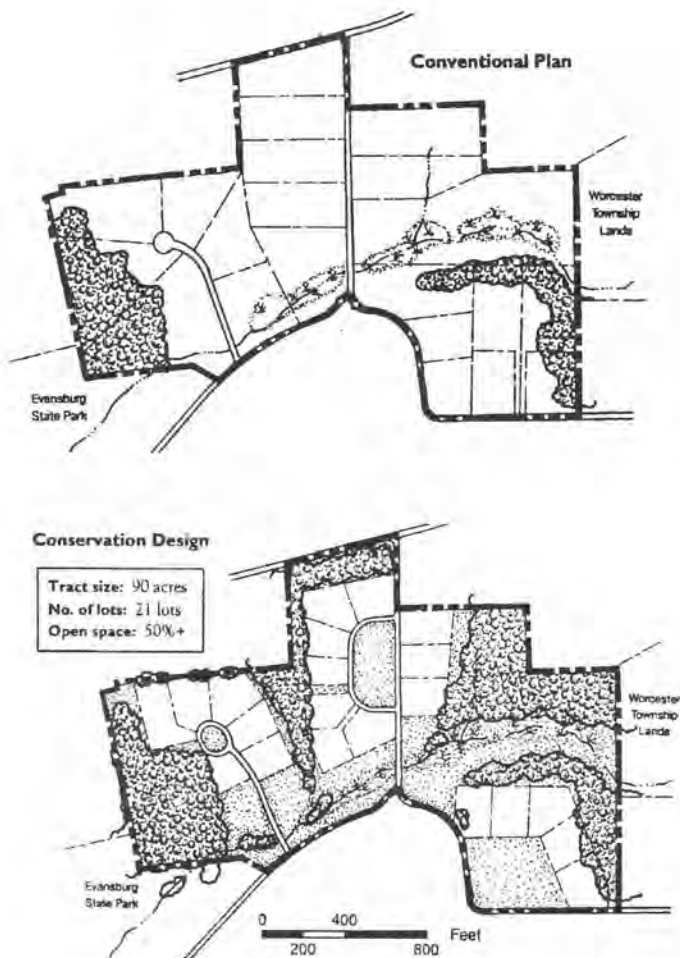 Conventional Plan
Worcester
Township
Lands
Evansburg
State Park
Conservation Design
Tract size: 90 acres
No. of lots: 21 lots
Open space: 50%+
Worcester
Township
Lands
Evansburg
State Park
0 400
Feet
200 800